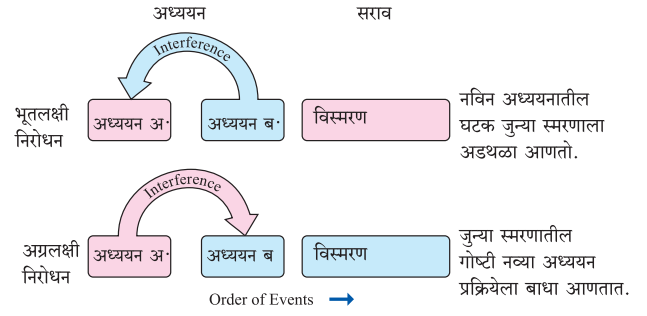 अध्ययन सराव
Interference
भूतलक्षी
निरोधन
अध्ययन अ·
अध्ययन ब·
विस्मरण
नविन अध्ययनातील
घटक जुन्या स्मरणाला
अडथळा आणतो.
Interference
अग्रलक्षी
निरोधन
अध्ययन अ·
अध्ययन ब
विस्मरण
जुन्या स्मरणातील
गोष्टी नव्या अध्ययन
प्रक्रियेला बाधा आणतात.
Order of Events